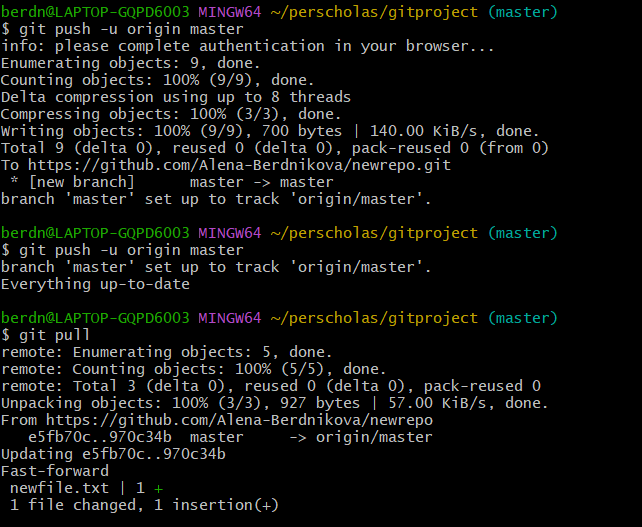 berdn@LAPTOP-GQPD6003 MINGW64 ~/perscholas/gitproject (master)
$ git push -u origin master
info: please complete authentication in your browser...
Enumerating objects: 9, done.
Counting objects: 100% (9/9), done.
Delta compression using up to 8 threads
Compressing objects: 100% (3/3), done.
Writing objects: 100% (9/9), 700 bytes | 140.00 KiB/s, done.
Total 9 (delta 0), reused 0 (delta 0), pack-reused 0 (from 0)
To https://github.com/Alena-Berdnikova/newrepo.git
 * [new branch]      master -> master
branch 'master' set up to track 'origin/master'.

berdn@LAPTOP-GQPD6003 MINGW64 ~/perscholas/gitproject (master)
$ git push -u origin master
branch 'master' set up to track 'origin/master'.
Everything up-to-date

berdn@LAPTOP-GQPD6003 MINGW64 ~/perscholas/gitproject (master)
$ git pull
remote: Enumerating objects: 5, done.
remote: Counting objects: 100% (5/5), done.
remote: Total 3 (delta 0), reused 0 (delta 0), pack-reused 0
Unpacking objects: 100% (3/3), 927 bytes | 57.00 KiB/s, done.
From https://github.com/Alena-Berdnikova/newrepo
   e5fb70c..970c34b  master     -> origin/master
Updating e5fb70c..970c34b
Fast-forward
 newfile.txt | 1 +
 1 file changed, 1 insertion(+)